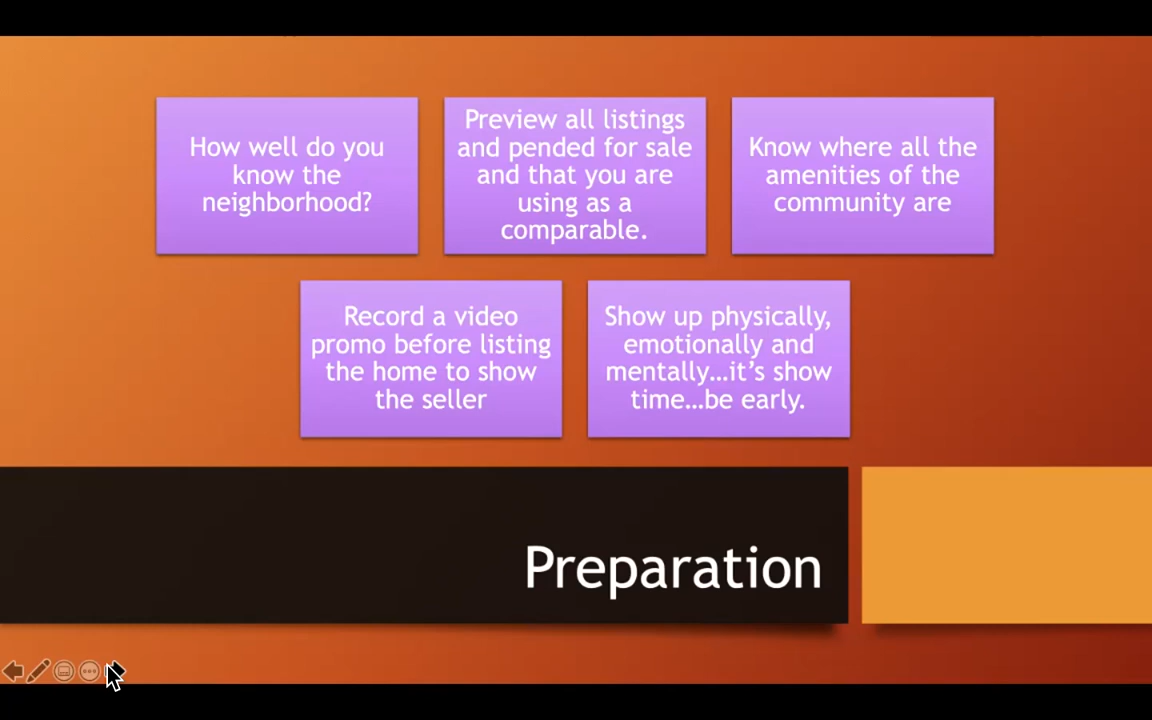 How well do you
know the
neighborhood?
Preview all listings
and pended for sale
and that you are
using as a
comparable.
Know where all the
amenities of the
community are
Record a video
promo before listing
the home to show
the seller
Show up physically,
emotionally and
mentally…it’s show
time…be early.
Preparation